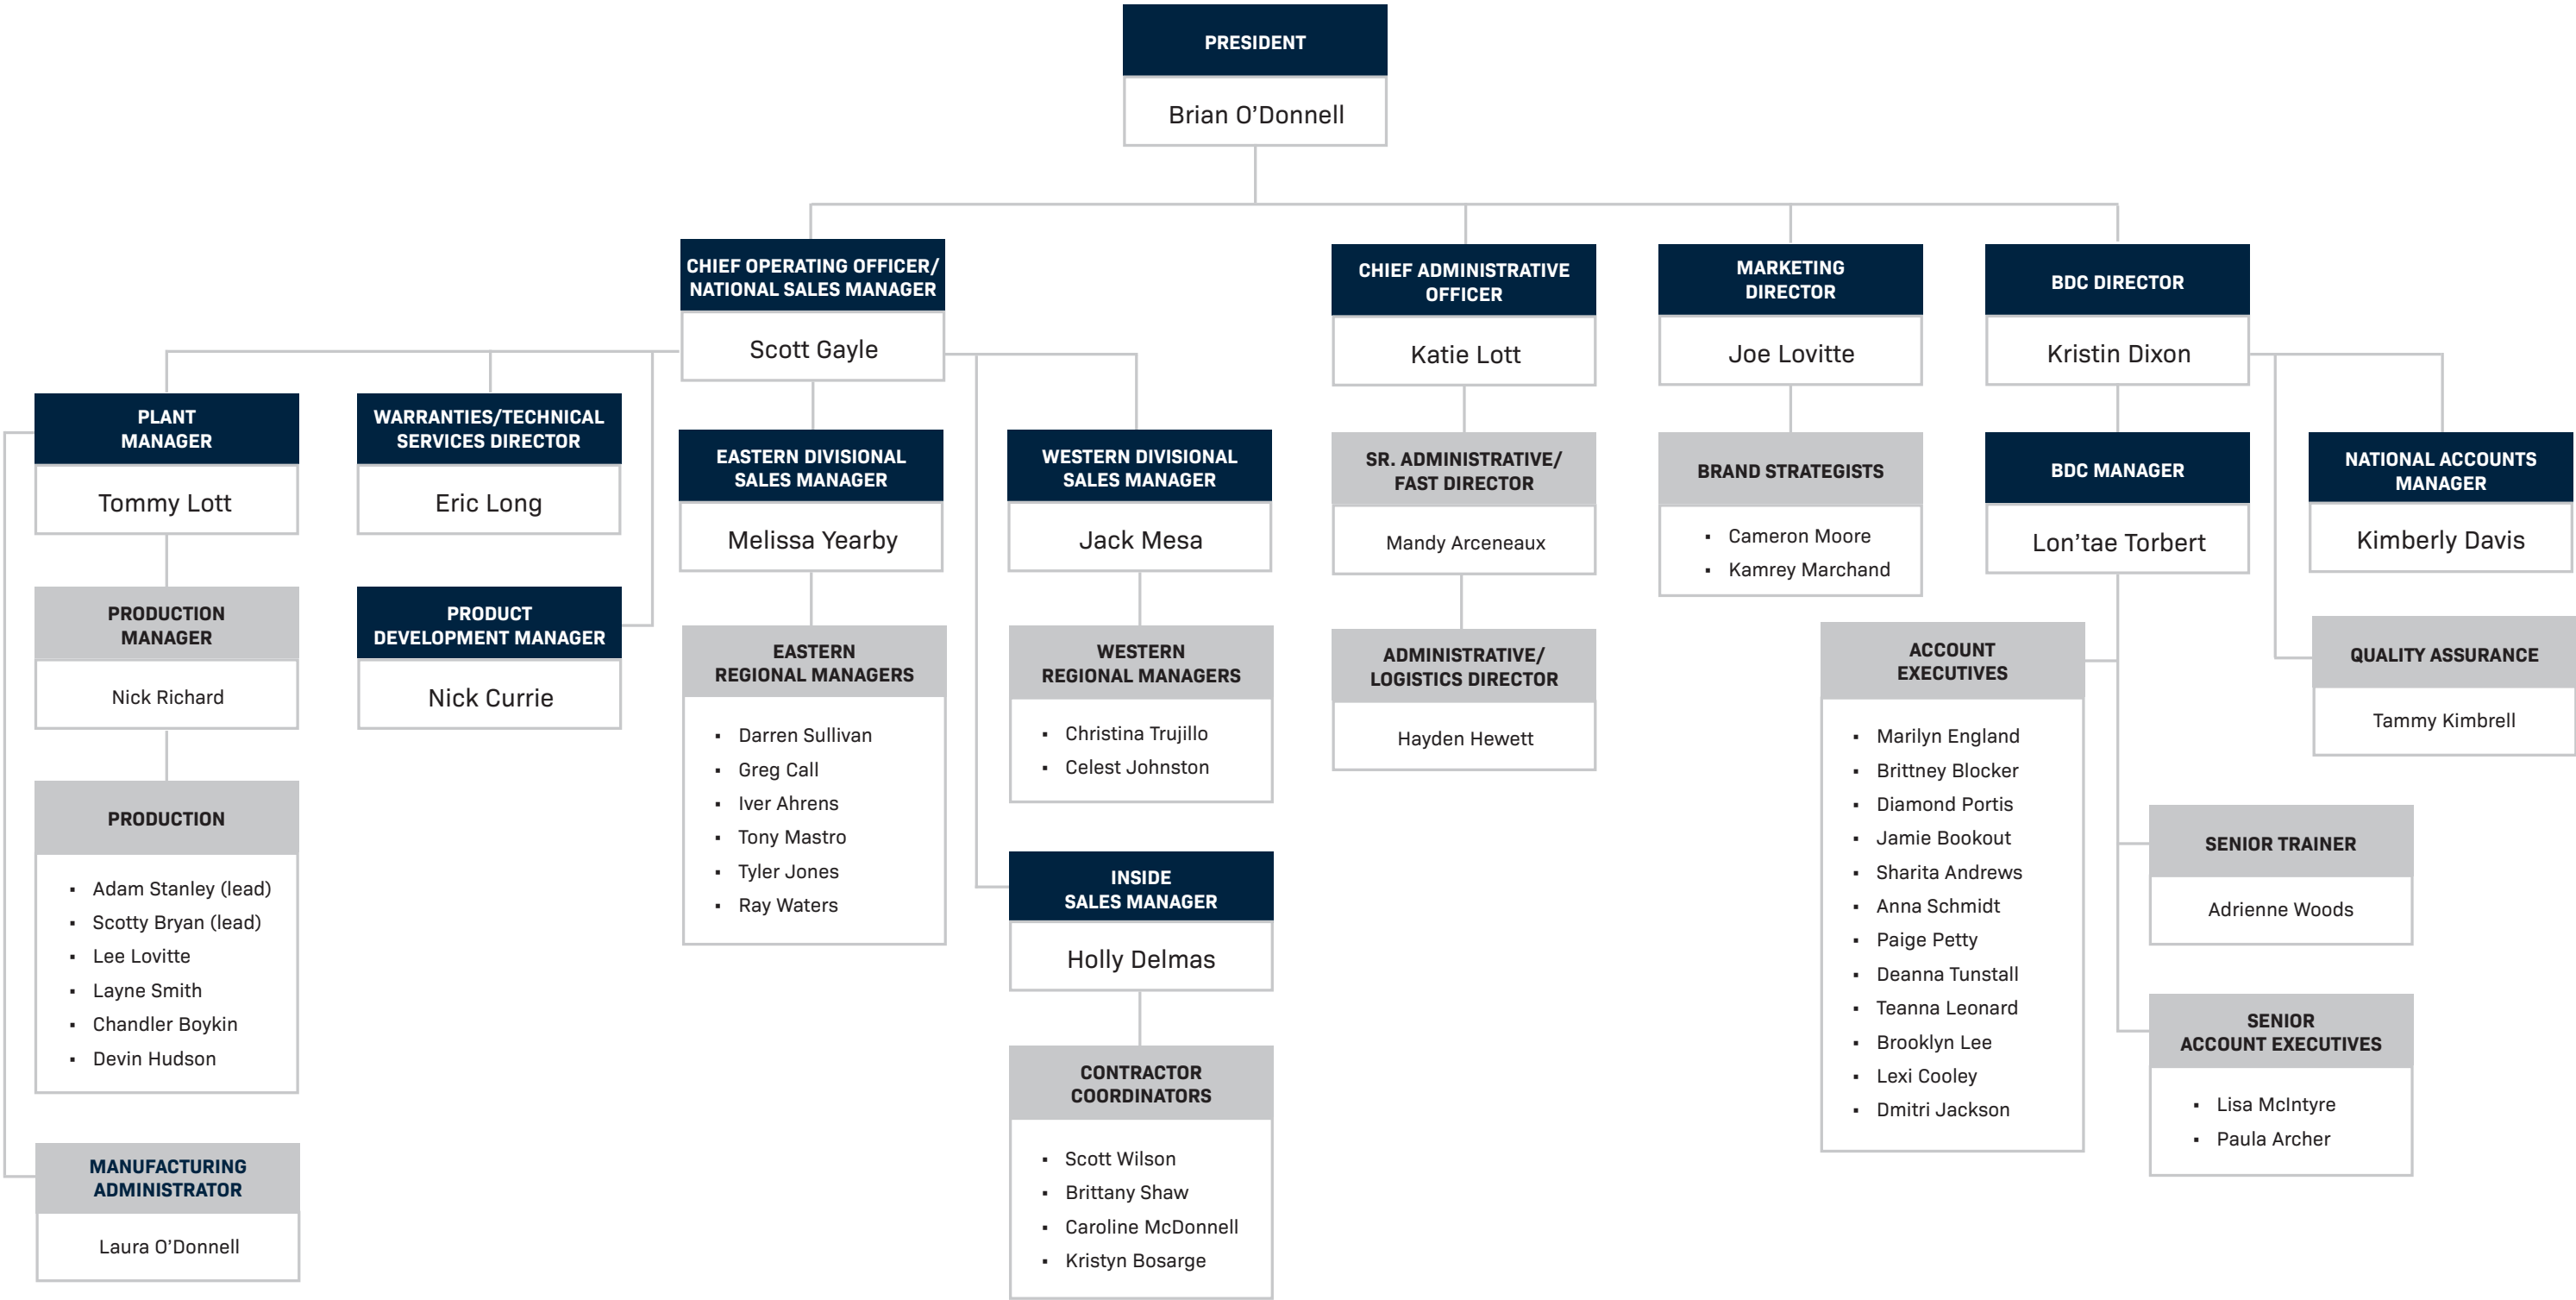 PRESIDENT
Brian O’Donnell
CHIEF OPERATING OFFICER/
NATIONAL SALES MANAGER
Scott Gayle
CHIEF ADMINISTRATIVE
OFFICER
Katie Lott
MARKETING
DIRECTOR
Joe Lovitte
BDC DIRECTOR
Kristin Dixon
PLANT
MANAGER
Tommy Lott
WARRANTIES/TECHNICAL
SERVICES DIRECTOR
Eric Long
EASTERN DIVISIONAL
SALES MANAGER
Melissa Yearby
WESTERN DIVISIONAL
SALES MANAGER
Jack Mesa
SR. ADMINISTRATIVE/
FAST DIRECTOR
Mandy Arceneaux
BRAND STRATEGISTS
▪ Cameron Moore
▪ Kamrey Marchand
BDC MANAGER
Lon’tae Torbert
NATIONAL ACCOUNTS
MANAGER
Kimberly Davis
PRODUCTION
MANAGER
Nick Richard
PRODUCT
DEVELOPMENT MANAGER
Nick Currie
EASTERN
REGIONAL MANAGERS
▪ Darren Sullivan
▪ Greg Call
▪ Iver Ahrens
▪ Tony Mastro
▪ Tyler Jones
▪ Ray Waters
WESTERN
REGIONAL MANAGERS
▪ Christina Trujillo
▪ Celest Johnston
ADMINISTRATIVE/
LOGISTICS DIRECTOR
Hayden Hewett
ACCOUNT
EXECUTIVES
▪ Marilyn England
▪ Brittney Blocker
▪ Diamond Portis
▪ Jamie Bookout
▪ Sharita Andrews
▪ Anna Schmidt
▪ Paige Petty
▪ Deanna Tunstall
▪ Teanna Leonard
▪ Brooklyn Lee
▪ Lexi Cooley
▪ Dmitri Jackson
QUALITY ASSURANCE
Tammy Kimbrell
PRODUCTION
▪ Adam Stanley (lead)
▪ Scotty Bryan (lead)
▪ Lee Lovitte
▪ Layne Smith
▪ Chandler Boykin
▪ Devin Hudson
INSIDE
SALES MANAGER
Holly Delmas
SENIOR TRAINER
Adrienne Woods
SENIOR
ACCOUNT EXECUTIVES
▪ Lisa McIntyre
▪ Paula Archer
CONTRACTOR
COORDINATORS
▪ Scott Wilson
▪ Brittany Shaw
▪ Caroline McDonnell
▪ Kristyn Bosarge
MANUFACTURING
ADMINISTRATOR
Laura O’Donnell